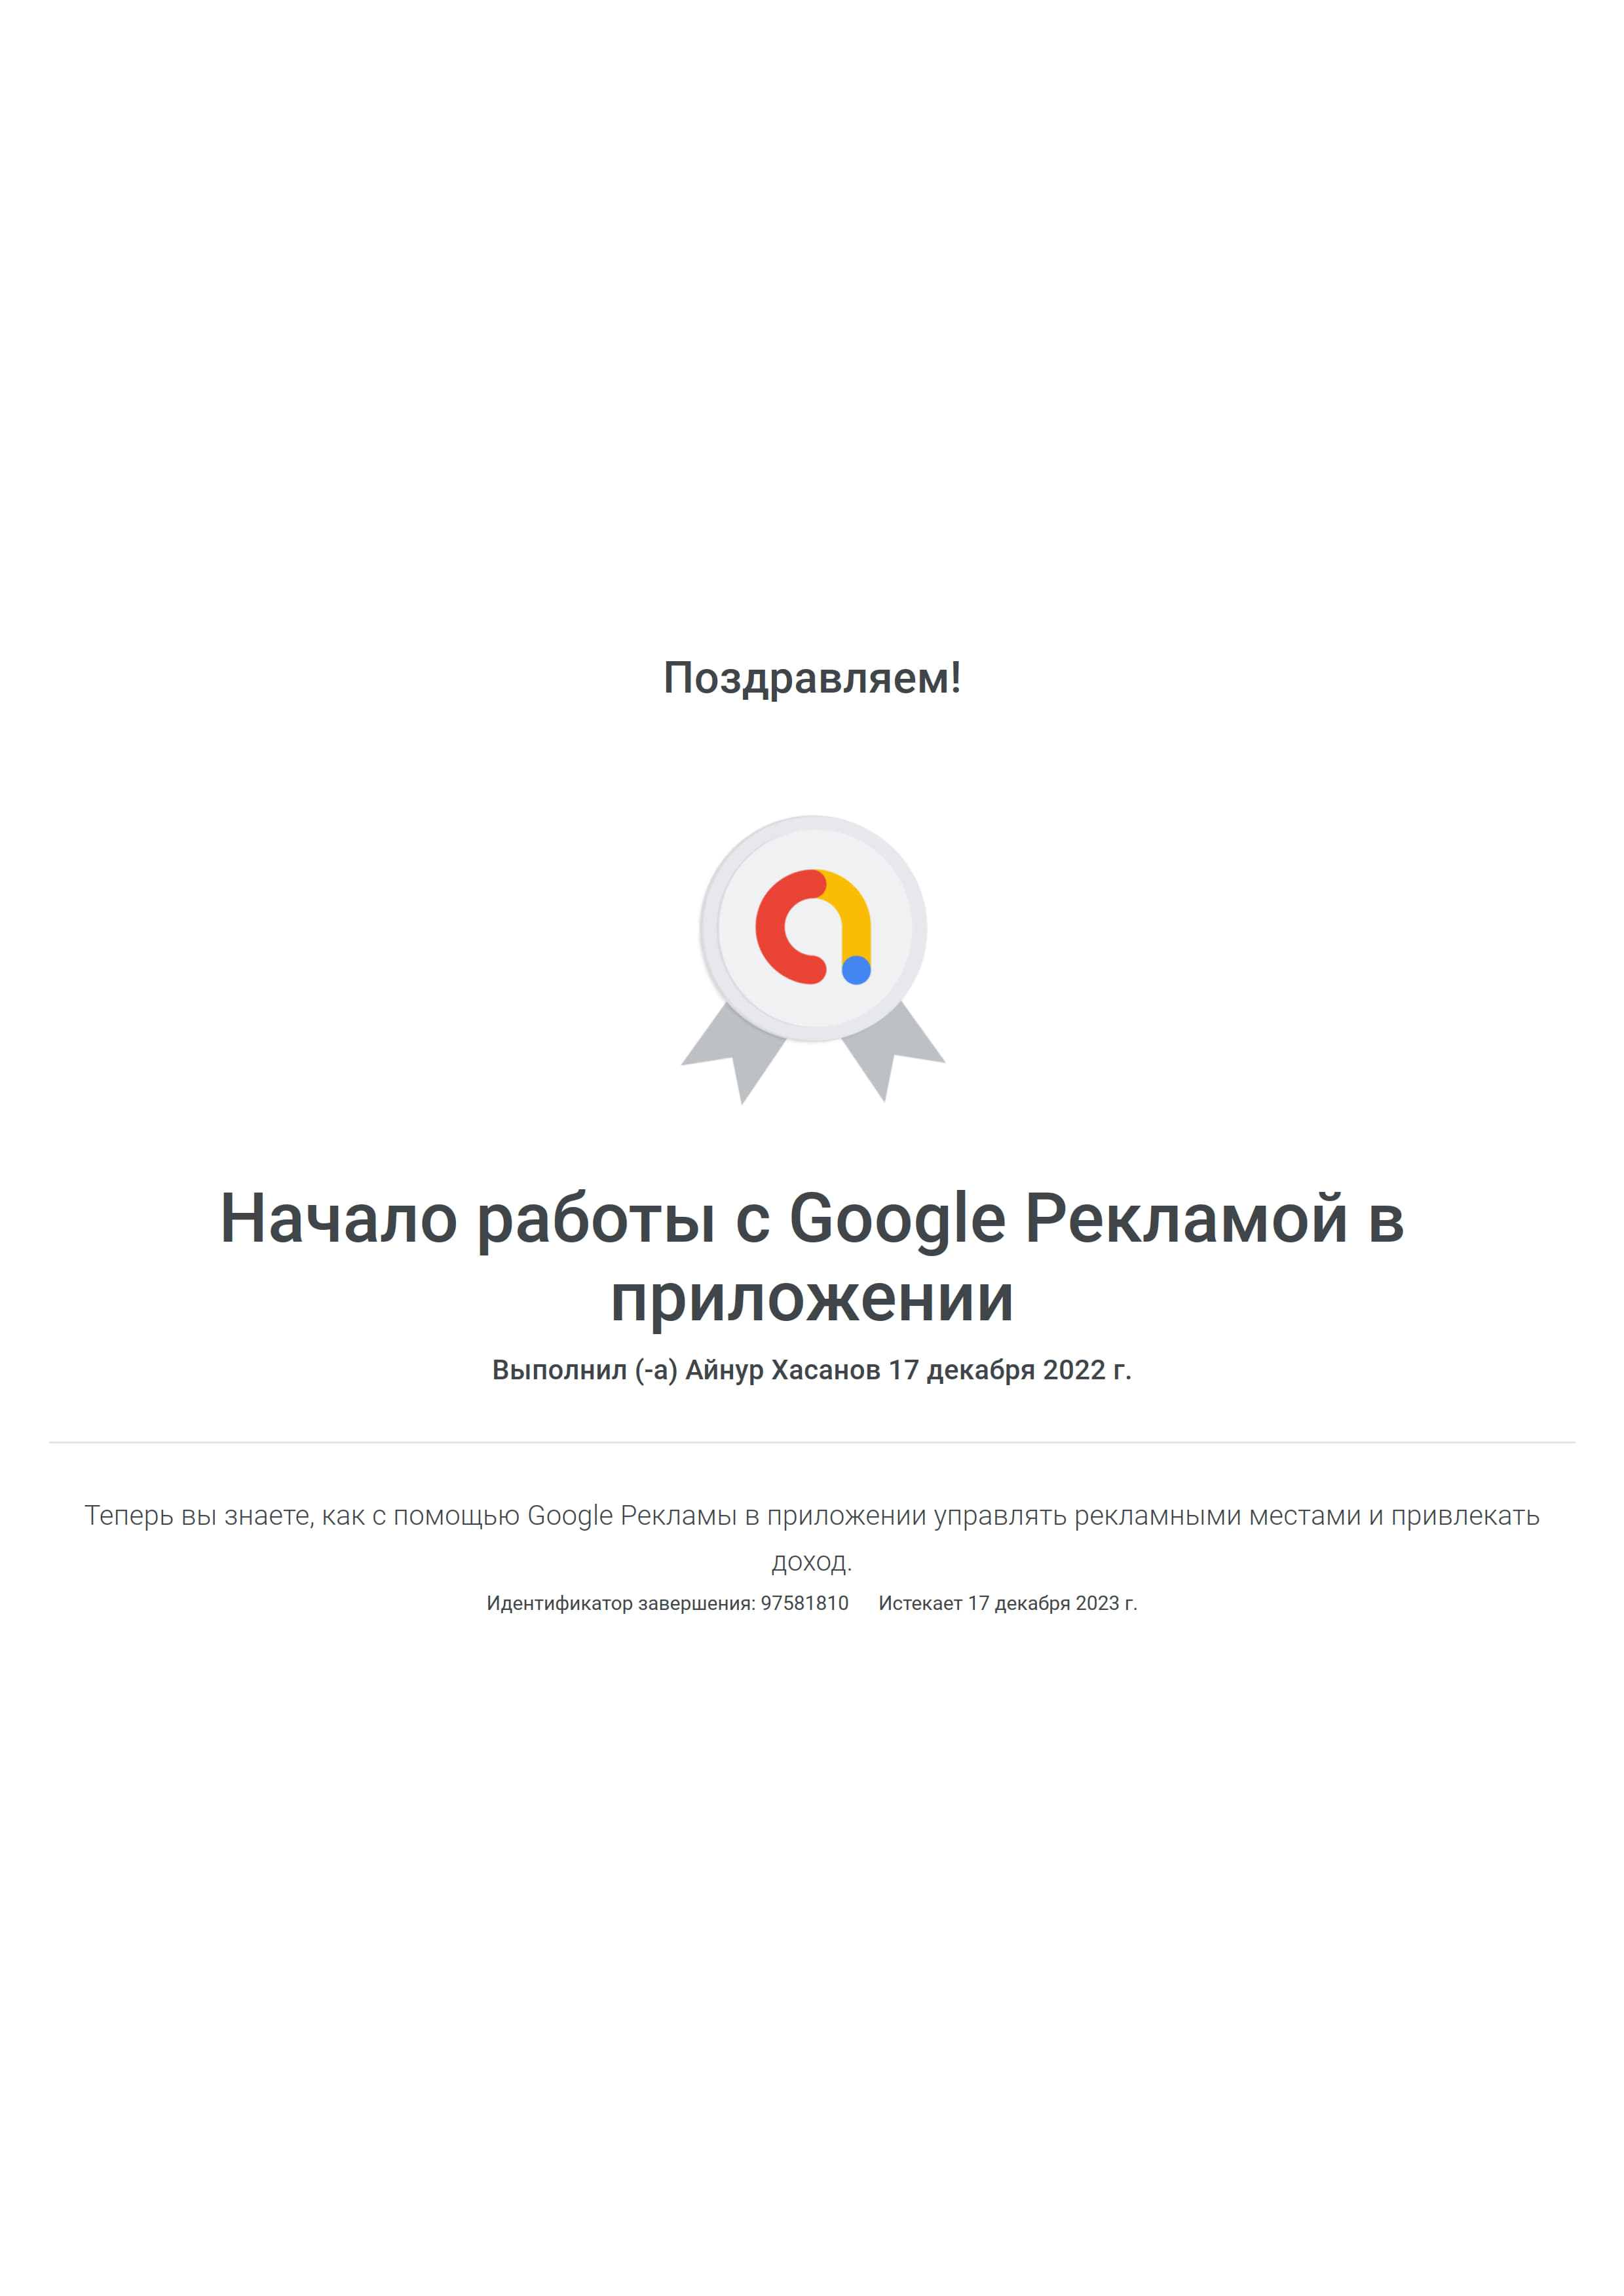 Поздравляем!
Начало работы с Google Рекламой в
приложении
Выполнил (-а) Айнур Хасанов 17 декабря 2022 г.
Теперь вы знаете, как с помощью Google Рекламы в приложении управлять рекламными местами и привлекать
доход.
Идентификатор завершения: 97581810 Истекает 17 декабря 2023 г.